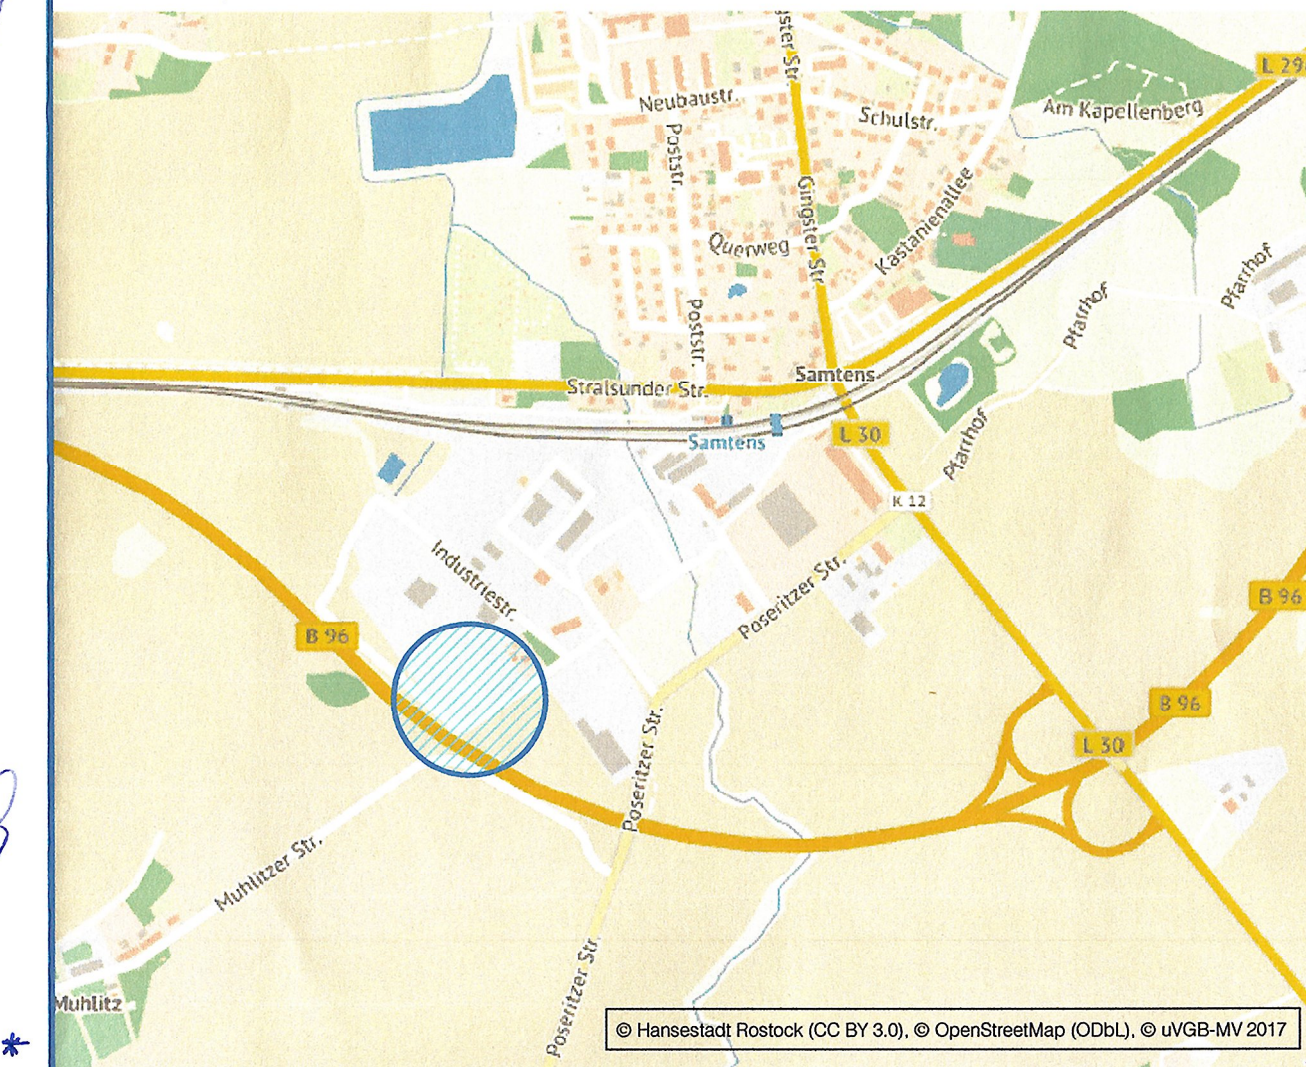 L 29
Neubaustr.
gster Str.
Schulstr.
Am Kapellenberg
Poststr.
Gingster Str.
Kastanienallee
Querweg
Pfarrhof
Pfarrhof
Poststr.
Stralsunder Str.
Samtens
Samtens
L 30
Pfarrhof
K 12
Industriestr.
Poseritzer Str.
B 96
B 96
B 96
L 30
Poseritzer Str.
Muhlitzer Str.
Poseritzer Str.
Muhlitz
© Hansestadt Rostock (CC BY 3.0), © OpenStreetMap (ODbL), © uVGB-MV 2017
*